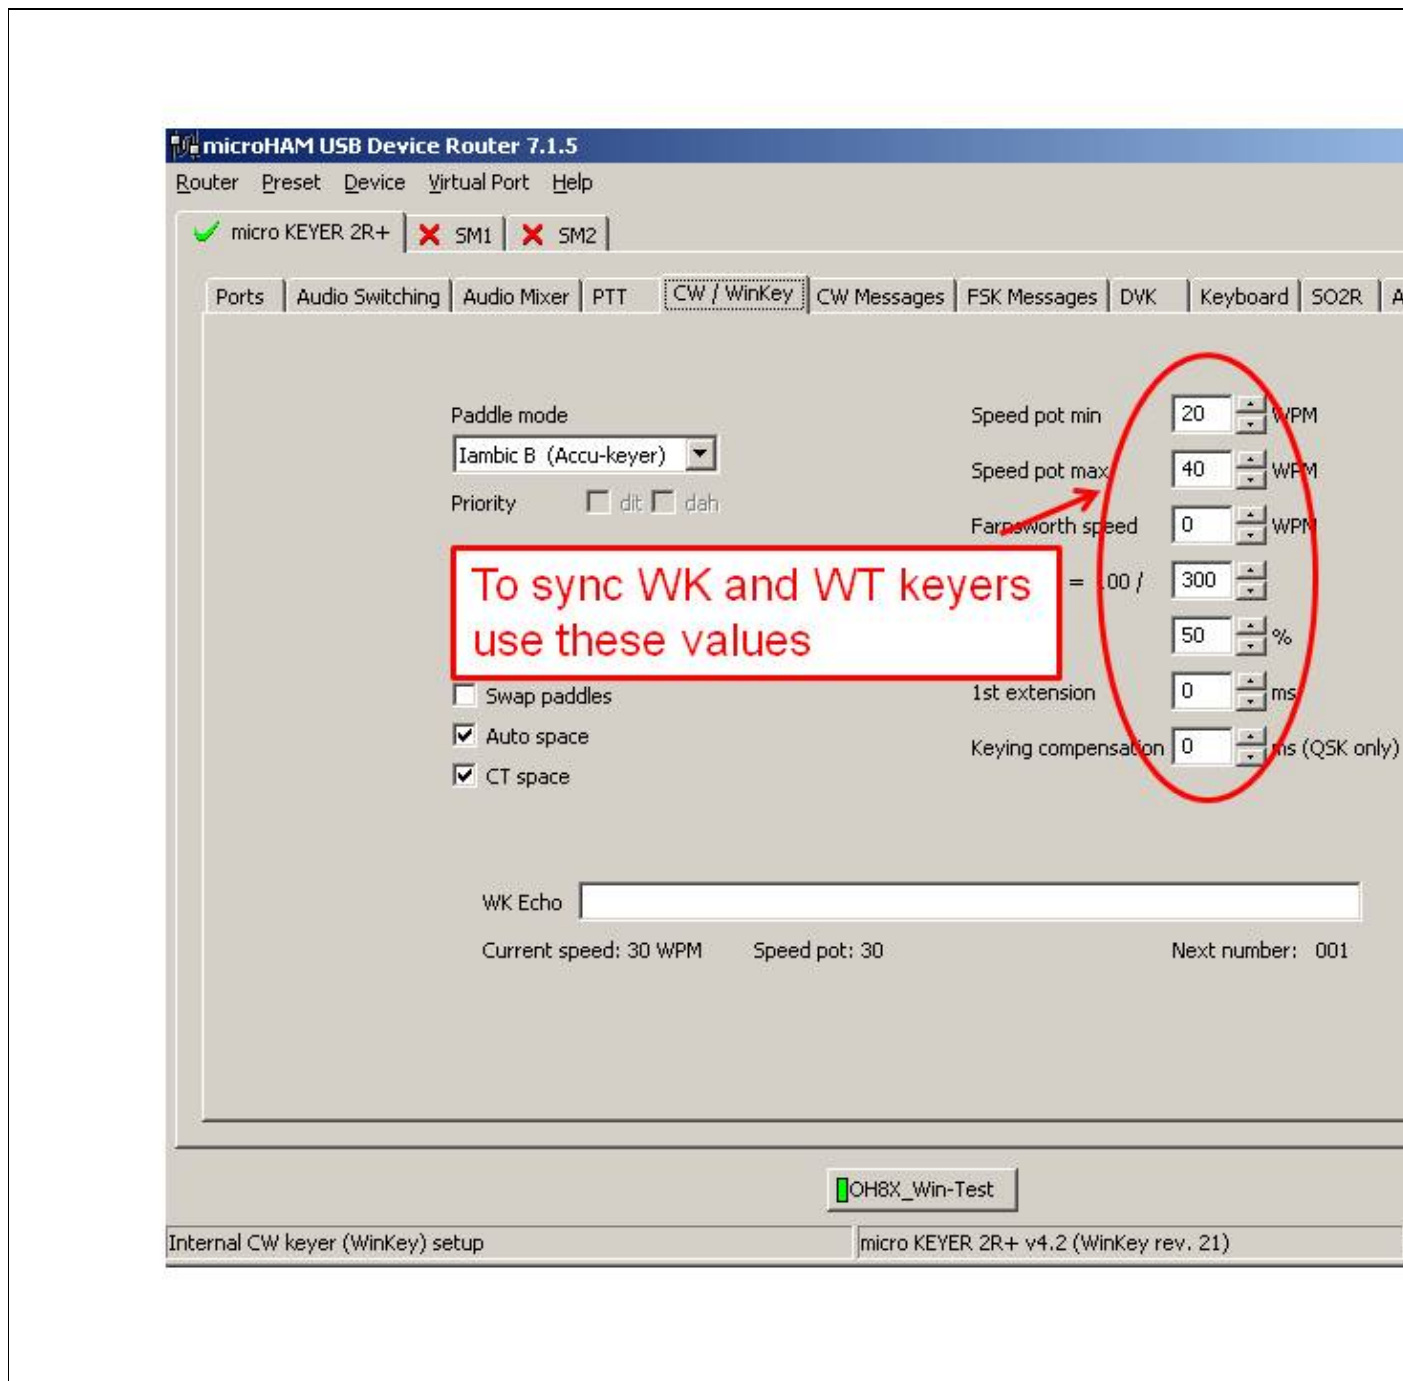 microHAM USB Device Router 7.1.5
Router Preset Device Virtual Port Help
micro KEYER 2R+ SM1 SM2
Ports Audio Switching Audio Mixer PTT CW / WinKey CW Messages FSK Messages DVK Keyboard SO2R A
Paddle mode
Iambic B (Accu-keyer)
Priority dit dah
Speed pot min 20 WPM
Speed pot max 40 WPM
Farnsworth speed 0 WPM
= 100 / 300
50 %
To sync WK and WT keyers
use these values
Swap paddles
Auto space
CT space
1st extension 0 ms
Keying compensation 0 ms (QSK only)
WK Echo
Current speed: 30 WPM Speed pot: 30 Next number: 001
OH8X_Win-Test
Internal CW keyer (WinKey) setup micro KEYER 2R+ v4.2 (WinKey rev. 21)